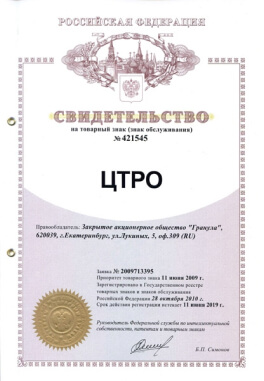 РОССИЙСКАЯ ФЕДЕРАЦИЯ
СВИДЕТЕЛЬСТВО
на товарный знак (знак обслуживания)
№ 421545
ЦТРО
Правообладатель: Закрытое акционерное общество "Гранула",
620039, г.Екатеринбург, ул.Лукиных, 5, оф.309 (RU)
Заявка № 2009713395
Приоритет товарного знака 11 июня 2009 г.
Зарегистрировано в Государственном реестре
товарных знаков и знаков обслуживания
Российской Федерации 28 октября 2010 г.
Срок действия регистрации истекает 11 июня 2019 г.
Руководитель Федеральной службы по интеллектуальной
собственности, патентам и товарным знакам
Б.П. Симонов